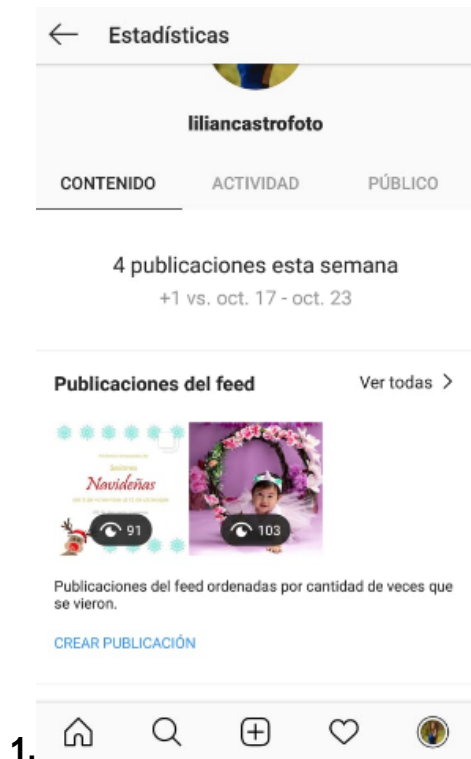 Estadísticas
liliancastrofoto
CONTENIDO ACTIVIDAD PÚBLICO
4 publicaciones esta semana
+1 vs. oct. 17 - oct. 23
Publicaciones del feed Ver todas >
Sesiones
Navideñas
91 103
Publicaciones del feed ordenadas por cantidad de veces que
se vieron.
CREAR PUBLICACIÓN
1.